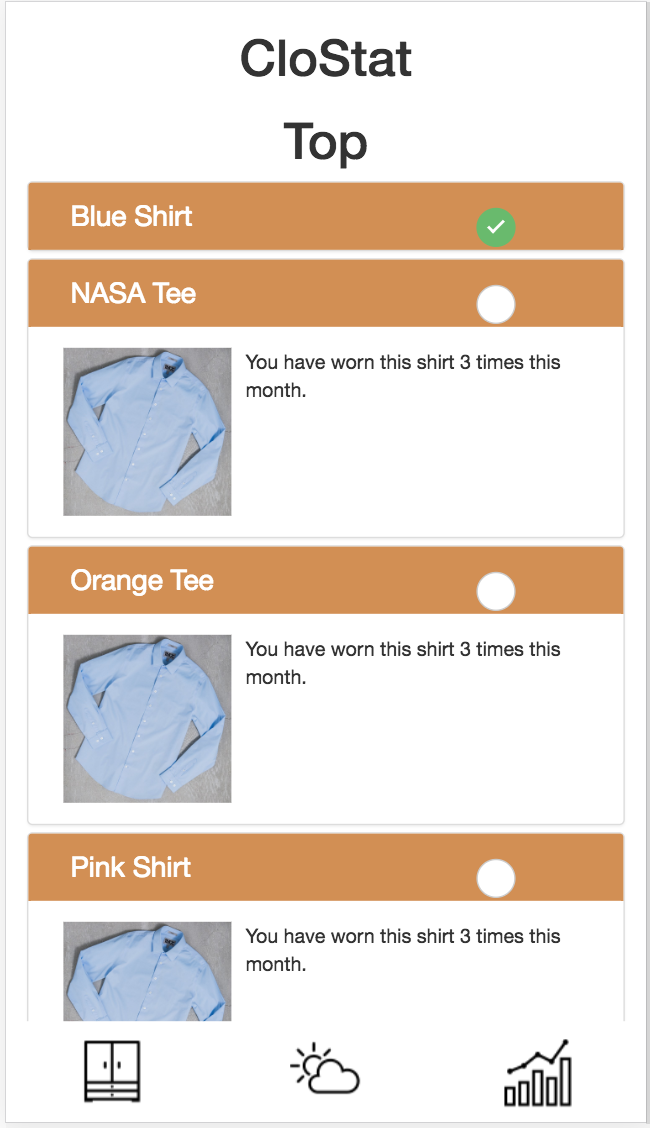 CloStat
Top
Blue Shirt
NASA Tee
You have worn this shirt 3 times this
month.
Orange Tee
You have worn this shirt 3 times this
month.
Pink Shirt
You have worn this shirt 3 times this
month.